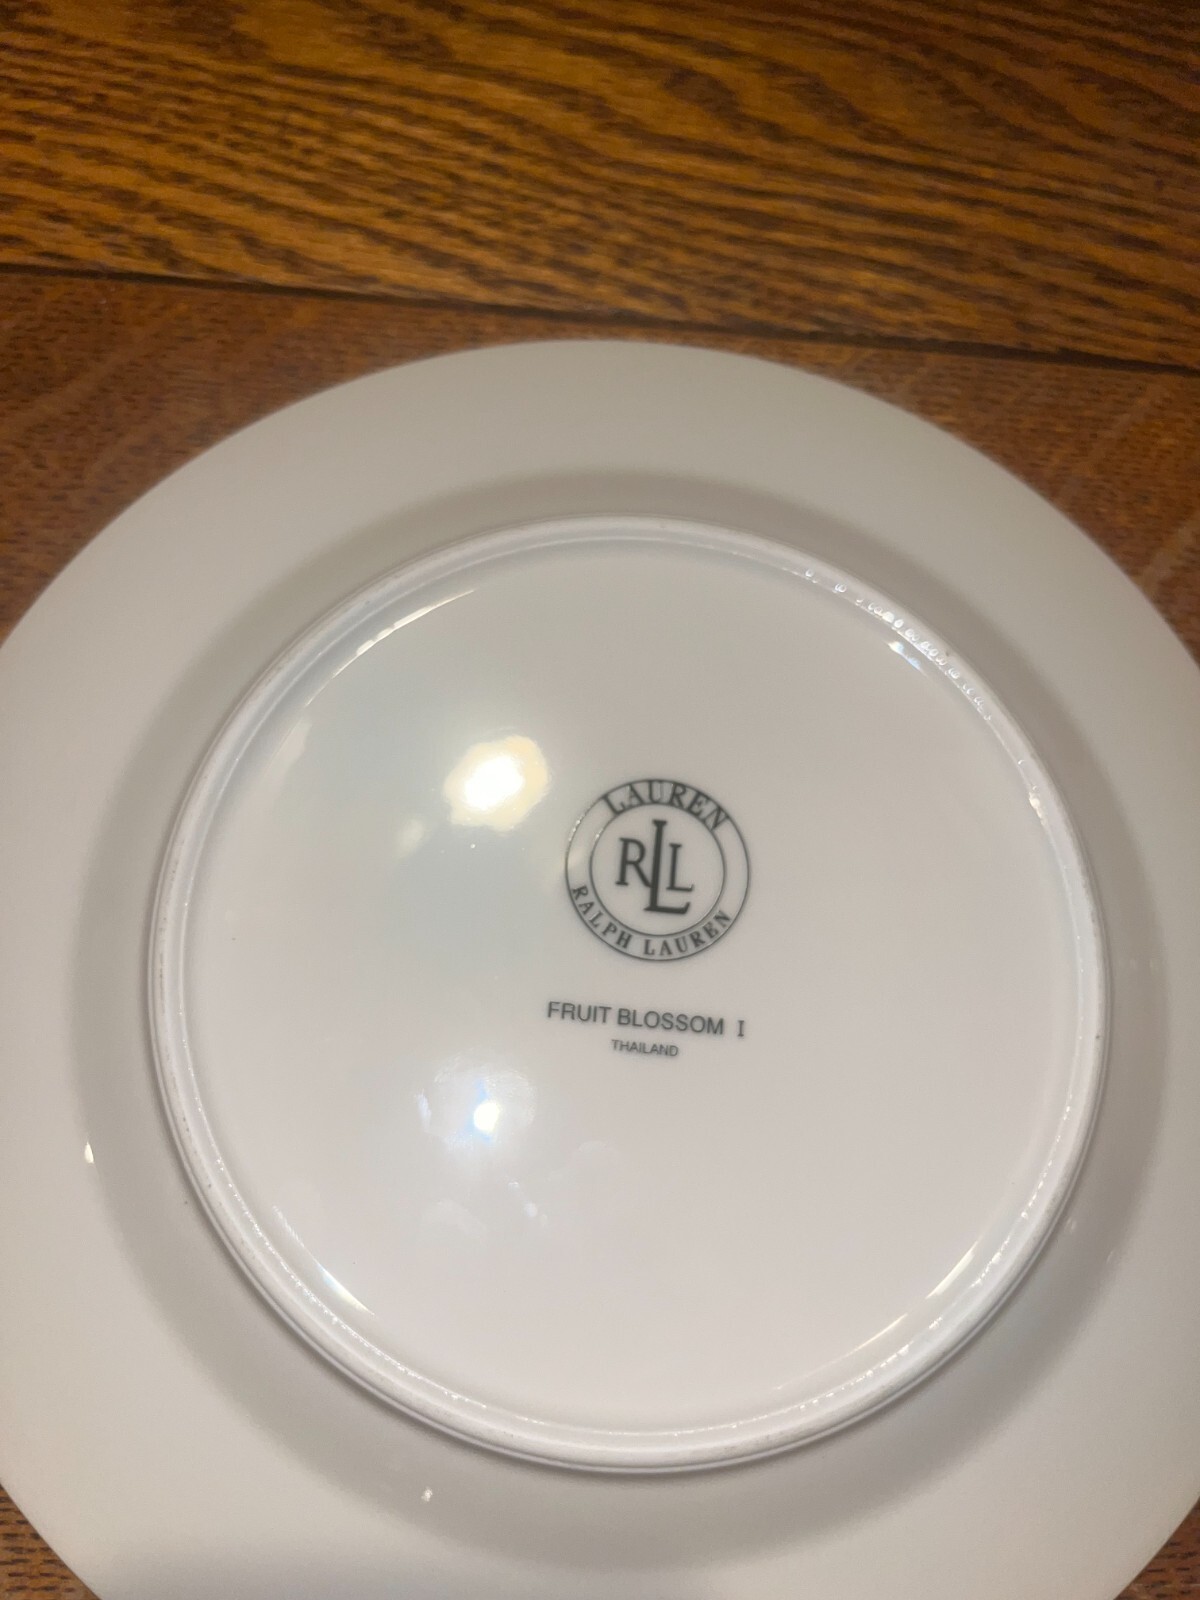 LAUREN
RLL
RALPH LAUREN
FRUIT BLOSSOM I
THAILAND